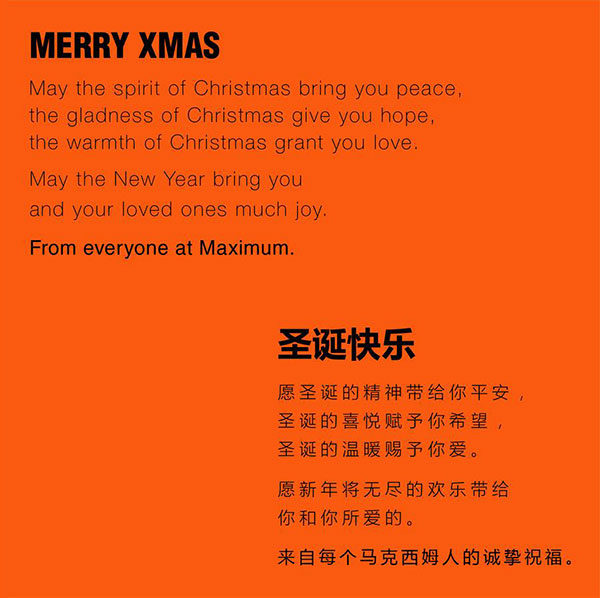 MERRY XMAS
May the spirit of Christmas bring you peace,
the gladness of Christmas give you hope,
the warmth of Christmas grant you love.
May the New Year bring you
and your loved ones much joy.
From everyone at Maximum.
圣诞快乐
愿圣诞的精神带给你平安，
圣诞的喜悦赋予你希望，
圣诞的温暖赐予你爱。
愿新年将无尽的欢乐带给
你和你所爱的。
来自每个马克西姆人的诚挚祝福。